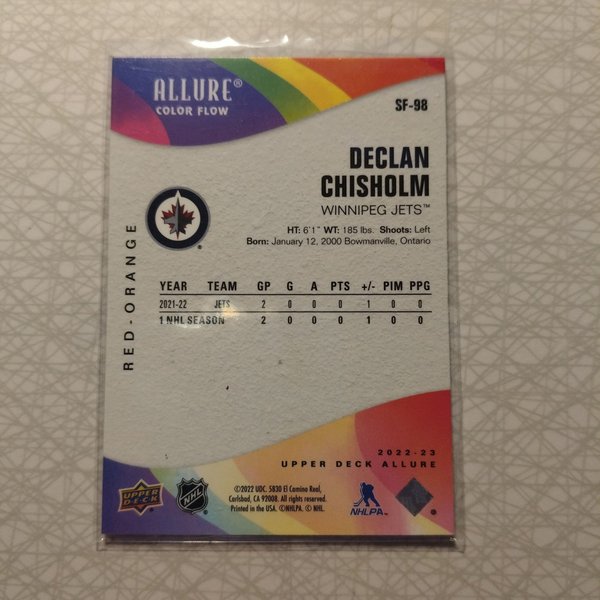 ALLURE®
COLOR FLOW
SF-98
DECLAN
CHISHOLM
WINNIPEG JETS™
HT: 6'1" WT: 185 lbs. Shoots: Left
Born: January 12, 2000 Bowmanville, Ontario
RED-ORANGE
YEAR TEAM GP G A PTS +/- PIM PPG
2021-22 JETS 2 0 0 0 1 0 0
1 NHL SEASON 2 0 0 0 1 0 0
2022-23
UPPER DECK ALLURE
UPPER DECK
NHL
©2022 UDC. 5830 El Camino Real,
Carlsbad, CA 92008. All rights reserved.
Printed in the USA. ©NHLPA. © NHL.
NHLPA™